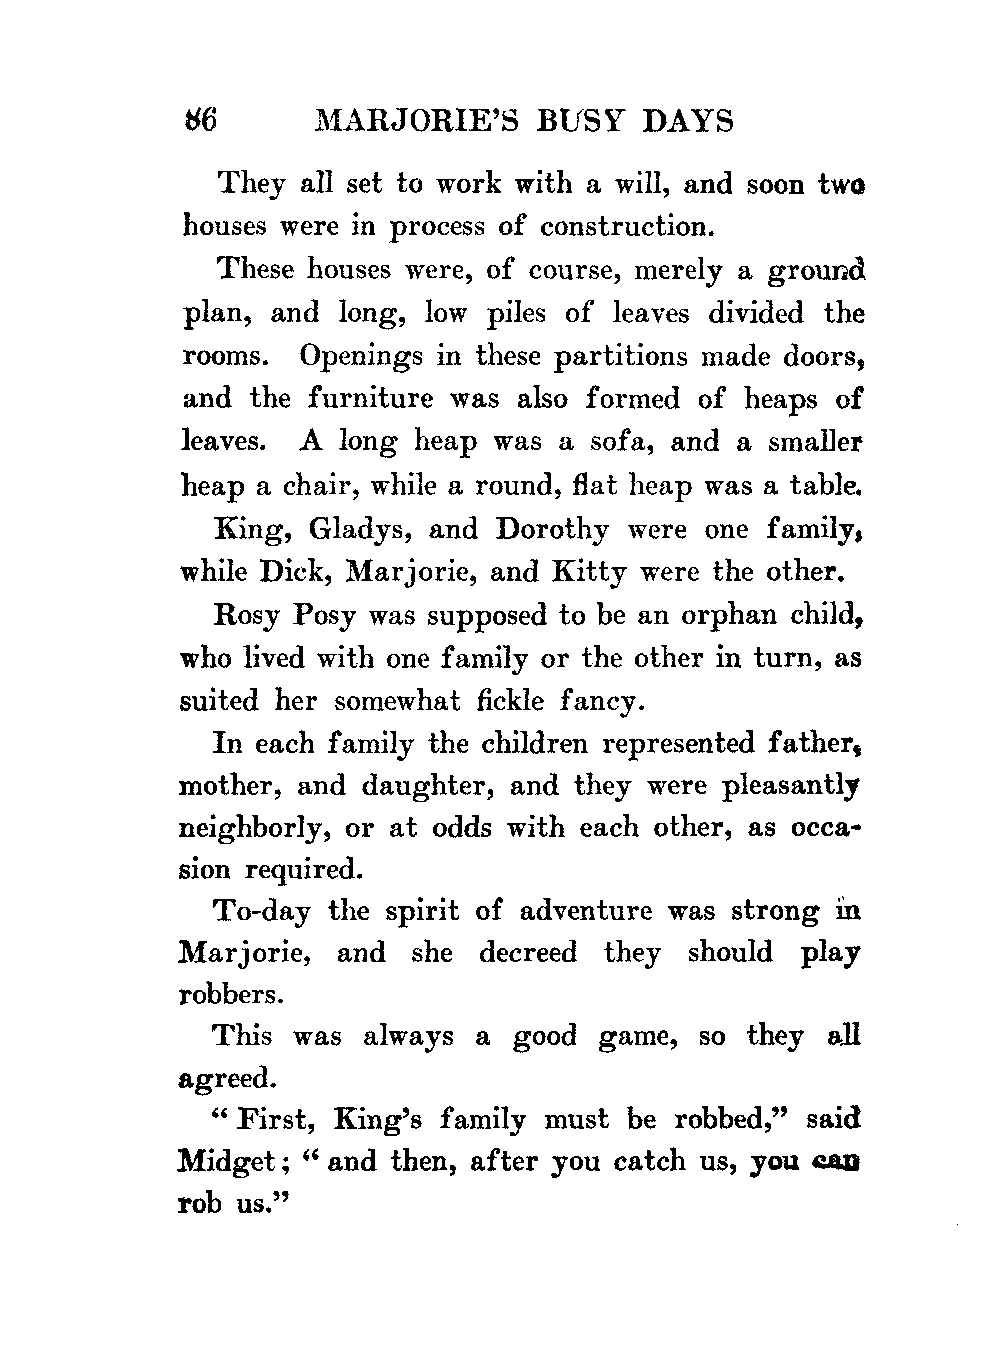 86 MARJORIE'S BUSY DAYS
They all set to work with a will, and soon two
houses were in process of construction.
These houses were, of course, merely a ground
plan, and long, low piles of leaves divided the
rooms. Openings in these partitions made doors,
and the furniture was also formed of heaps of
leaves. A long heap was a sofa, and a smaller
heap a chair, while a round, flat heap was a table.
King, Gladys, and Dorothy were one family,
while Dick, Marjorie, and Kitty were the other.
Rosy Posy was supposed to be an orphan child,
who lived with one family or the other in turn, as
suited her somewhat fickle fancy.
In each family the children represented father,
mother, and daughter, and they were pleasantly
neighborly, or at odds with each other, as occa-
sion required.
To-day the spirit of adventure was strong in
Marjorie, and she decreed they should play
robbers.
This was always a good game, so they all
agreed.
" First, King's family must be robbed," said
Midget; " and then, after you catch us, you can
rob us."